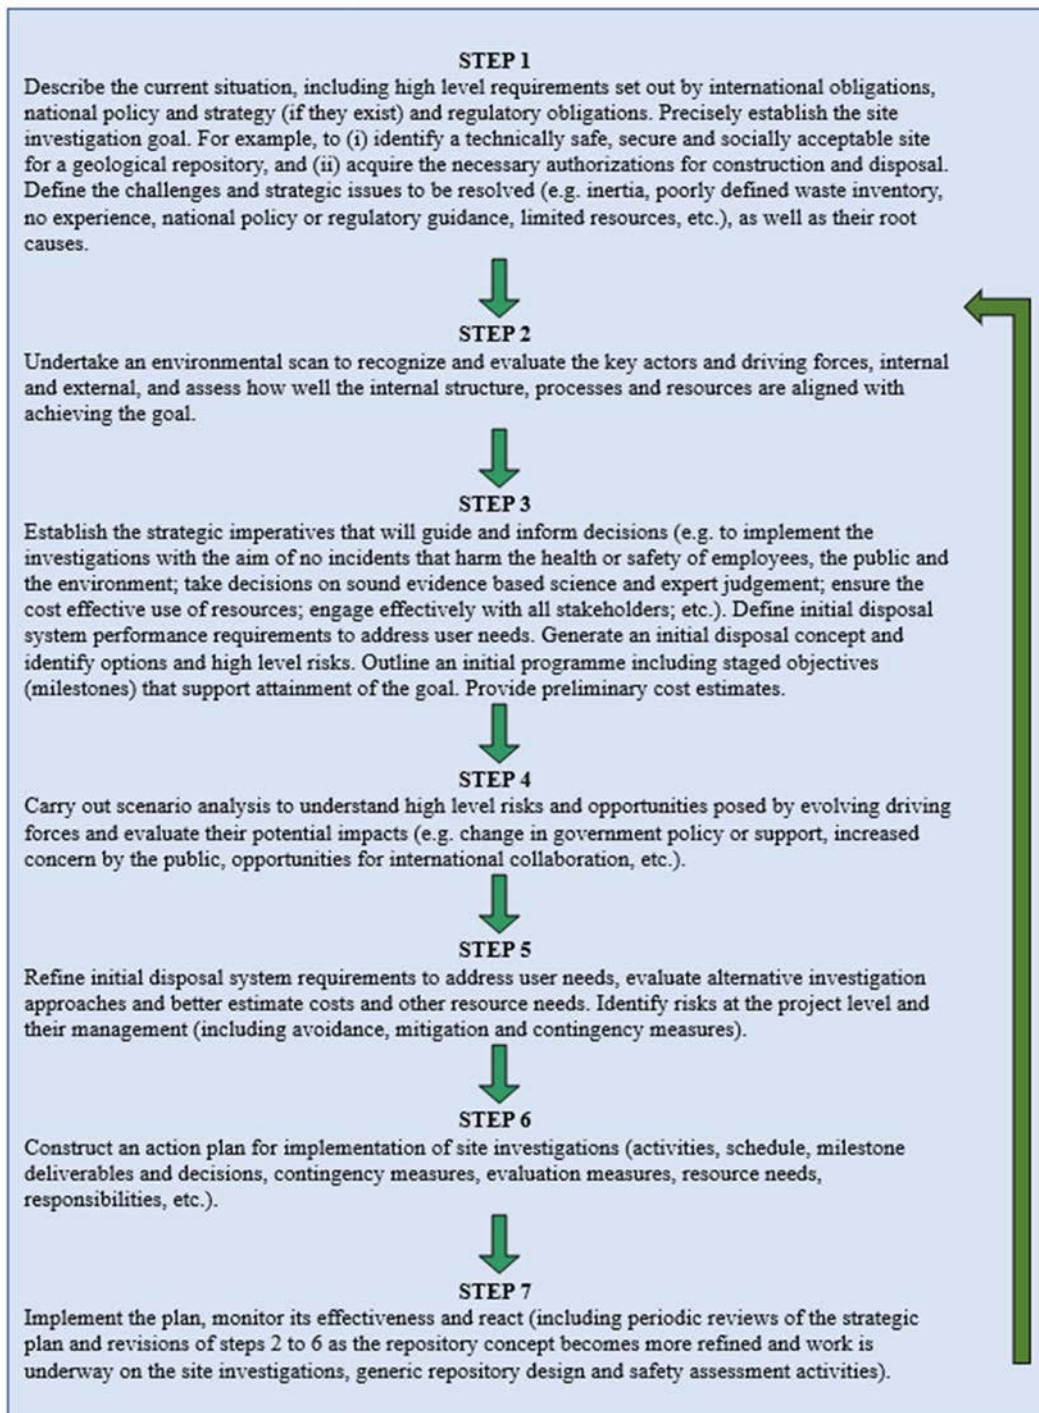 STEP 1
Describe the current situation, including high level requirements set out by international obligations,
national policy and strategy (if they exist) and regulatory obligations. Precisely establish the site
investigation goal. For example, to (i) identify a technically safe, secure and socially acceptable site
for a geological repository, and (ii) acquire the necessary authorizations for construction and disposal.
Define the challenges and strategic issues to be resolved (e.g. inertia, poorly defined waste inventory,
no experience, national policy or regulatory guidance, limited resources, etc.), as well as their root
causes.
STEP 2
Undertake an environmental scan to recognize and evaluate the key actors and driving forces, internal
and external, and assess how well the internal structure, processes and resources are aligned with
achieving the goal.
STEP 3
Establish the strategic imperatives that will guide and inform decisions (e.g. to implement the
investigations with the aim of no incidents that harm the health or safety of employees, the public and
the environment; take decisions on sound evidence based science and expert judgement; ensure the
cost effective use of resources; engage effectively with all stakeholders; etc.). Define initial disposal
system performance requirements to address user needs. Generate an initial disposal concept and
identify options and high level risks. Outline an initial programme including staged objectives
(milestones) that support attainment of the goal. Provide preliminary cost estimates.
STEP 4
Carry out scenario analysis to understand high level risks and opportunities posed by evolving driving
forces and evaluate their potential impacts (e.g. change in government policy or support, increased
concern by the public, opportunities for international collaboration, etc.).
STEP 5
Refine initial disposal system requirements to address user needs, evaluate alternative investigation
approaches and better estimate costs and other resource needs. Identify risks at the project level and
their management (including avoidance, mitigation and contingency measures).
STEP 6
Construct an action plan for implementation of site investigations (activities, schedule, milestone
deliverables and decisions, contingency measures, evaluation measures, resource needs,
responsibilities, etc.).
STEP 7
Implement the plan, monitor its effectiveness and react (including periodic reviews of the strategic
plan and revisions of steps 2 to 6 as the repository concept becomes more refined and work is
underway on the site investigations, generic repository design and safety assessment activities).